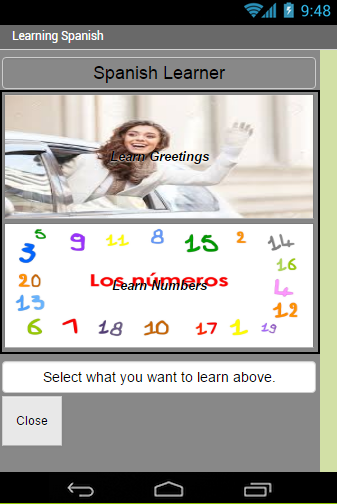 9:48
Learning Spanish
Spanish Learner
Learn Greetings
5 9 11 8 15 2 14
3 16
Los números
Learn Numbers
20 4
13 12
6 7 18 10 17 1 19
Select what you want to learn above.
Close